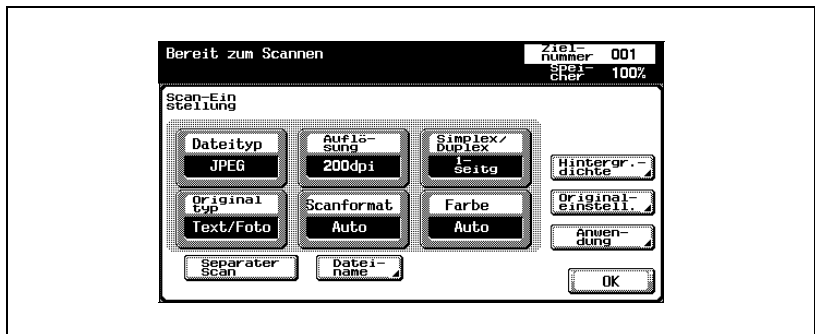 Bereit zum Scannen
Ziel-
nummer 001
Spei-
cher 100%
Scan-Ein
stellung
Dateityp
JPEG
Auflö-
sung
200dpi
Simplex/
Duplex
1-
seitg
Hintergr.-
dichte
Original
typ
Text/Foto
Scanformat
Auto
Farbe
Auto
Original-
einstell.
Anwen-
dung
Separater
Scan
Datei-
name
OK